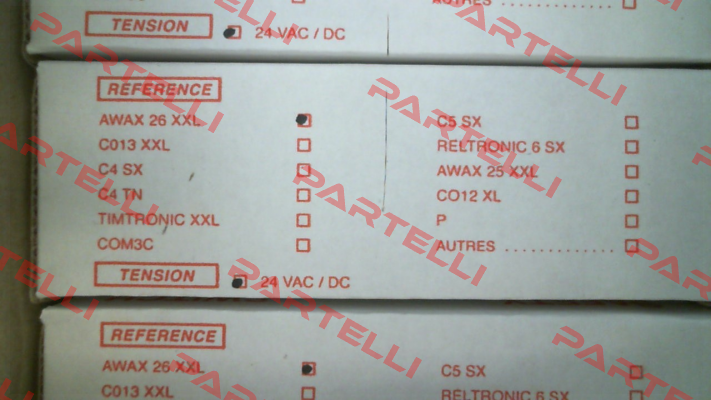 AUTRES ............
TENSION 24 VAC / DC
REFERENCE
AWAX 26 XXL C5 SX
C013 XXL RELTRONIC 6 SX
C4 SX AWAX 25 XXL
C4 TN CO12 XL
TIMTRONIC XXL P
COM3C AUTRES ............
TENSION 24 VAC / DC
REFERENCE
AWAX 26 XXL C5 SX
C013 XXL RELTRONIC 6 SX
PARTELLI
PARTELLI
PARTELLI
PARTELLI
PARTELLI
PARTELLI